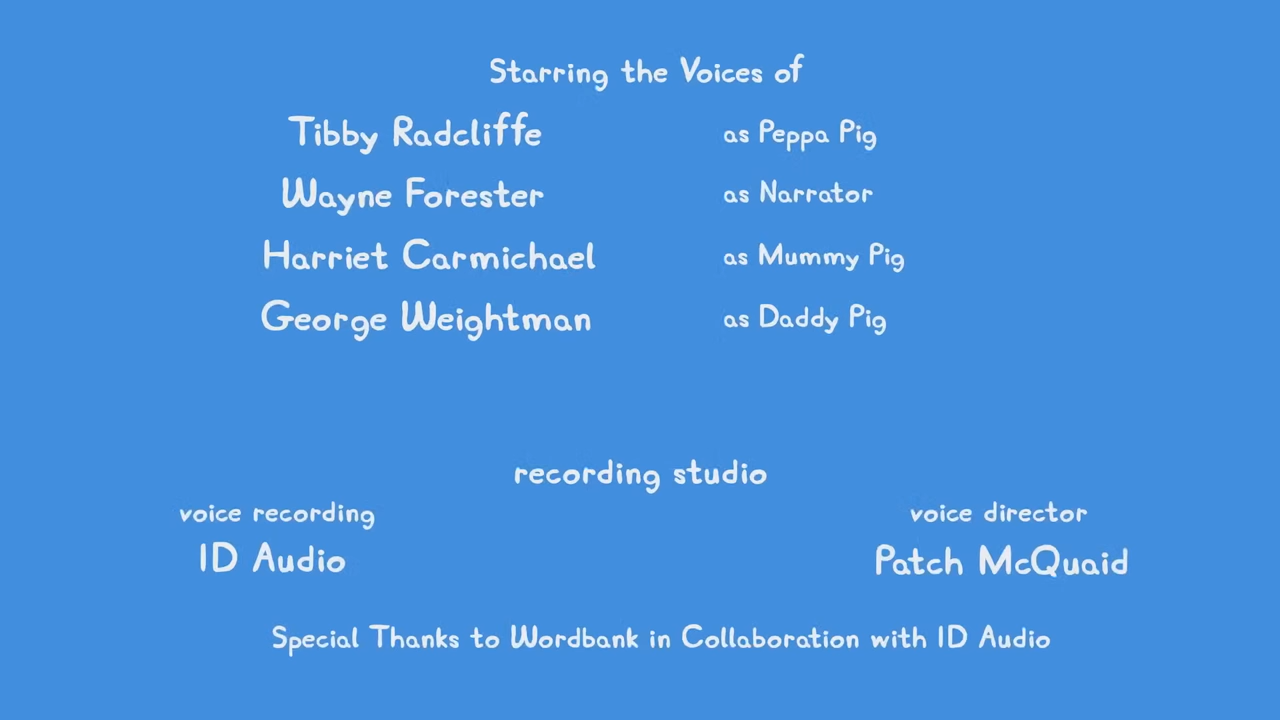 Starring the Voices of
Tibby Radcliffe as Peppa Pig
Wayne Forester as Narrator
Harriet Carmichael as Mummy Pig
George Weightman as Daddy Pig
recording studio
voice recording voice director
ID Audio Patch McQuaid
Special Thanks to Wordbank in Collaboration with ID Audio